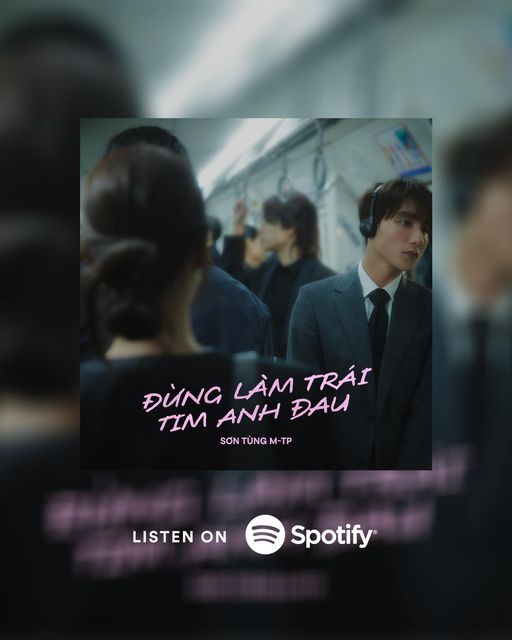 ĐỪNG LÀM TRÁI
TIM ANH ĐAU
SƠN TÙNG M-TP
LISTEN ON Spotify®